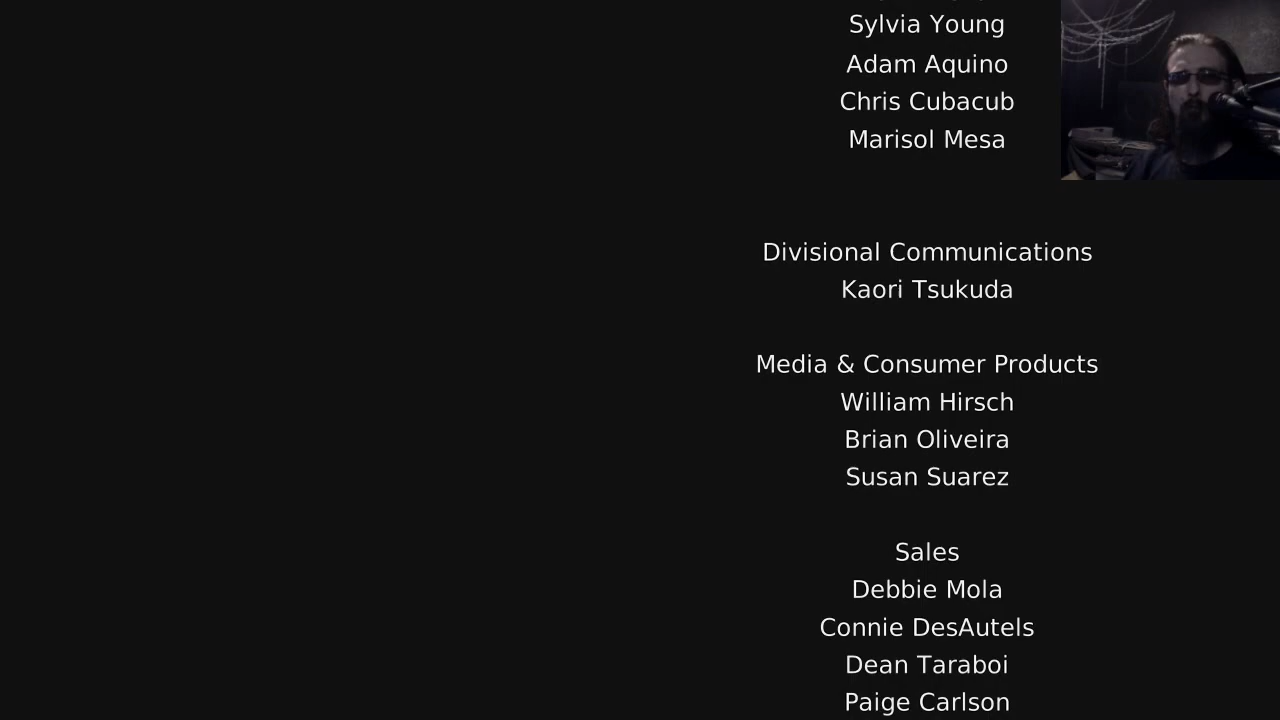 Sylvia Young
Adam Aquino
Chris Cubacub
Marisol Mesa
Divisional Communications
Kaori Tsukuda
Media & Consumer Products
William Hirsch
Brian Oliveira
Susan Suarez
Sales
Debbie Mola
Connie DesAutels
Dean Taraboi
Paige Carlson